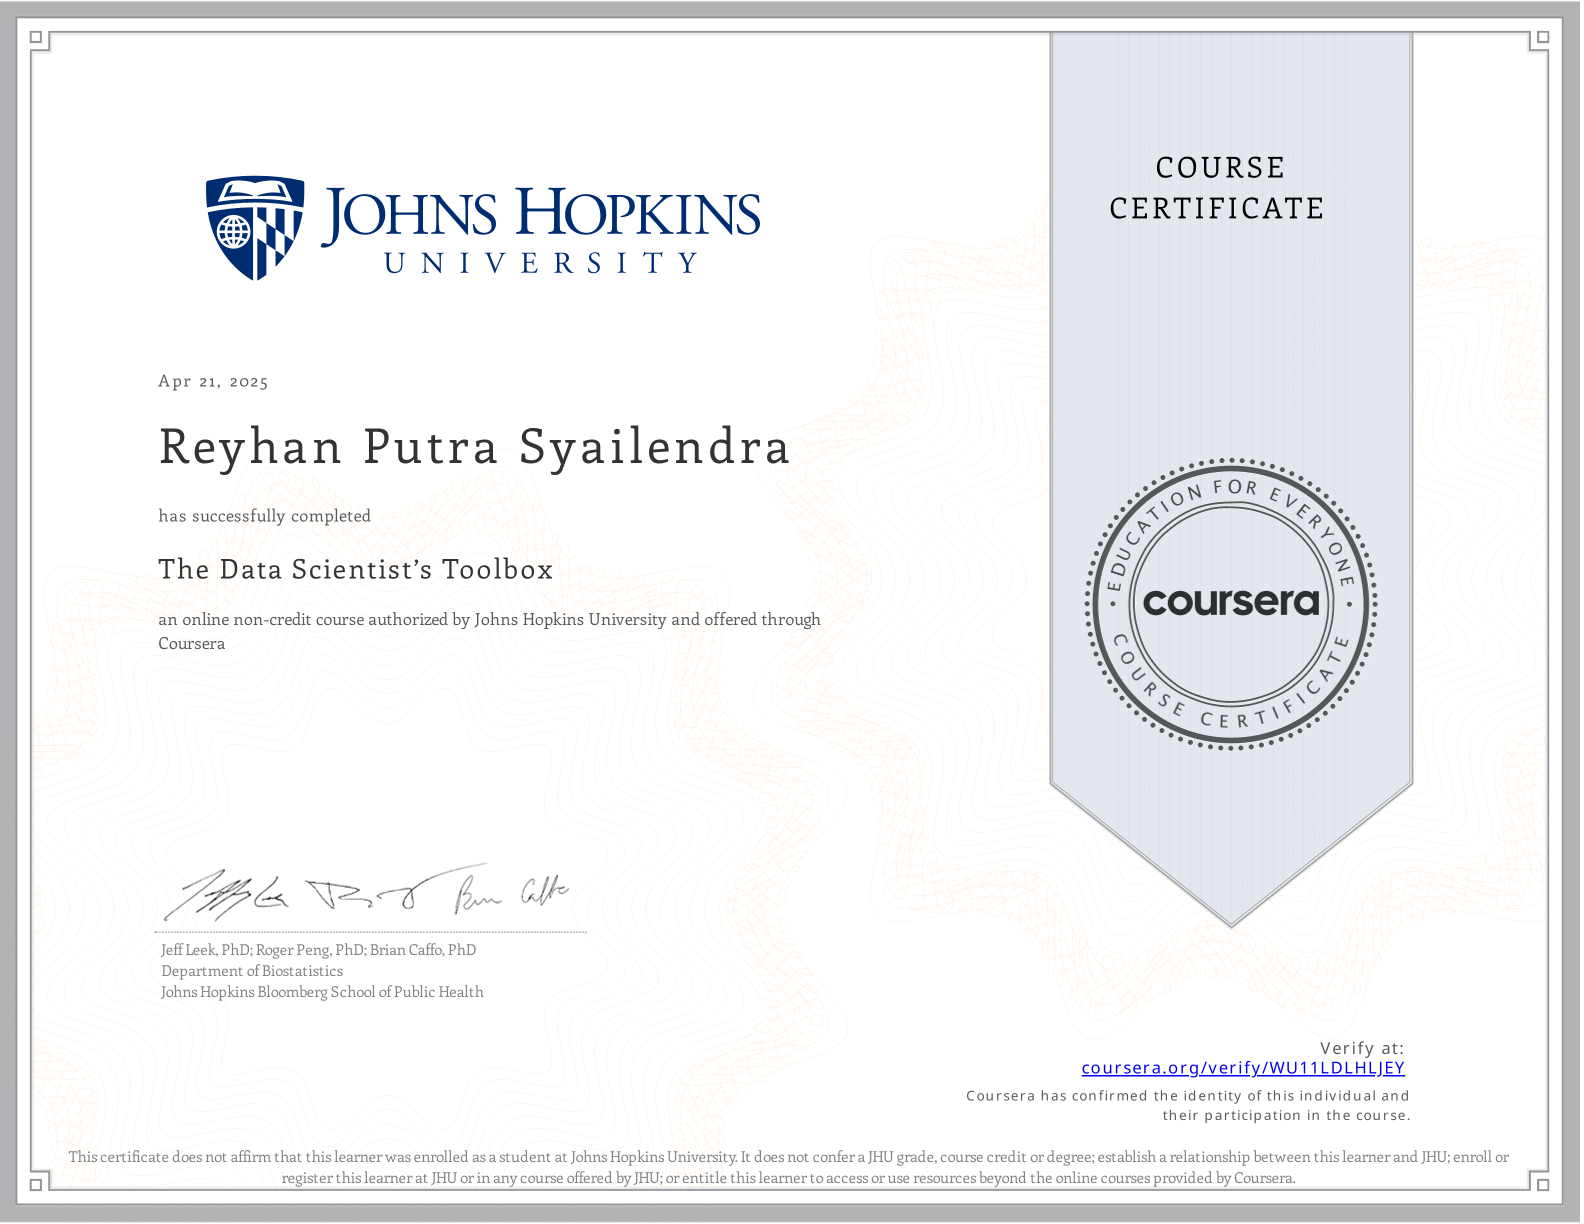 JOHNS HOPKINS
UNIVERSITY
COURSE
CERTIFICATE
Apr 21, 2025
Reyhan Putra Syailendra
has successfully completed
The Data Scientist’s Toolbox
an online non-credit course authorized by Johns Hopkins University and offered through
Coursera
EDUCATION FOR EVERYONE
coursera
COURSE CERTIFICATE
Jeff Leek, PhD; Roger Peng, PhD; Brian Caffo, PhD
Department of Biostatistics
Johns Hopkins Bloomberg School of Public Health
Verify at:
coursera.org/verify/WU11LDLHLJEY
Coursera has confirmed the identity of this individual and
their participation in the course.
This certificate does not affirm that this learner was enrolled as a student at Johns Hopkins University. It does not confer a JHU grade, course credit or degree; establish a relationship between this learner and JHU; enroll or
register this learner at JHU or in any course offered by JHU; or entitle this learner to access or use resources beyond the online courses provided by Coursera.